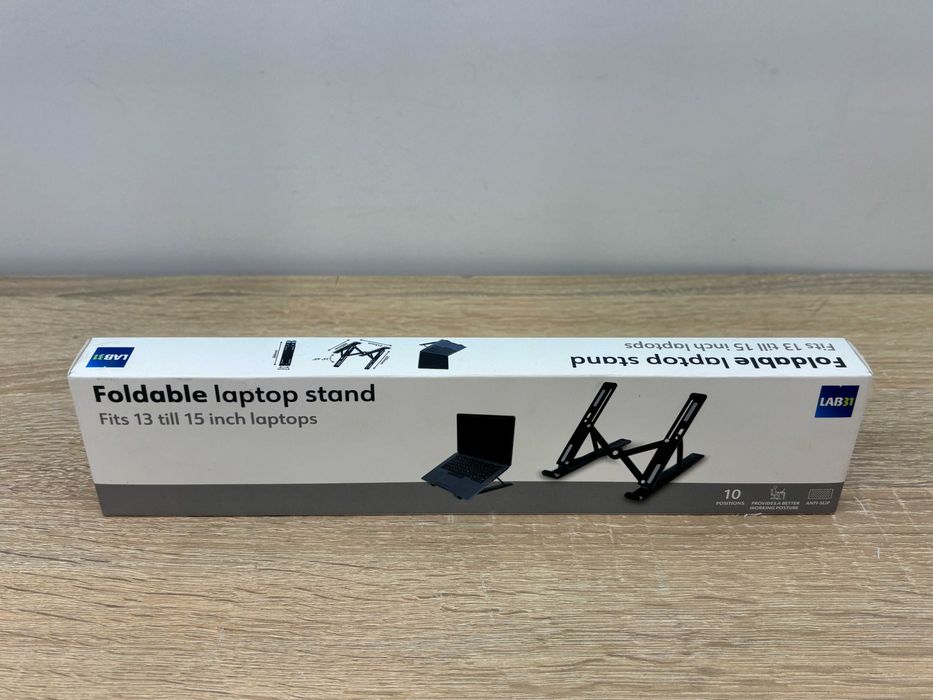 LAB31
Foldable laptop stand
Fits 13 till 15 inch laptops
Foldable laptop stand
Fits 13 till 15 inch laptops
LAB31
10
POSITIONS
PROVIDES A BETTER
WORKING POSTURE
ANTI-SLIP